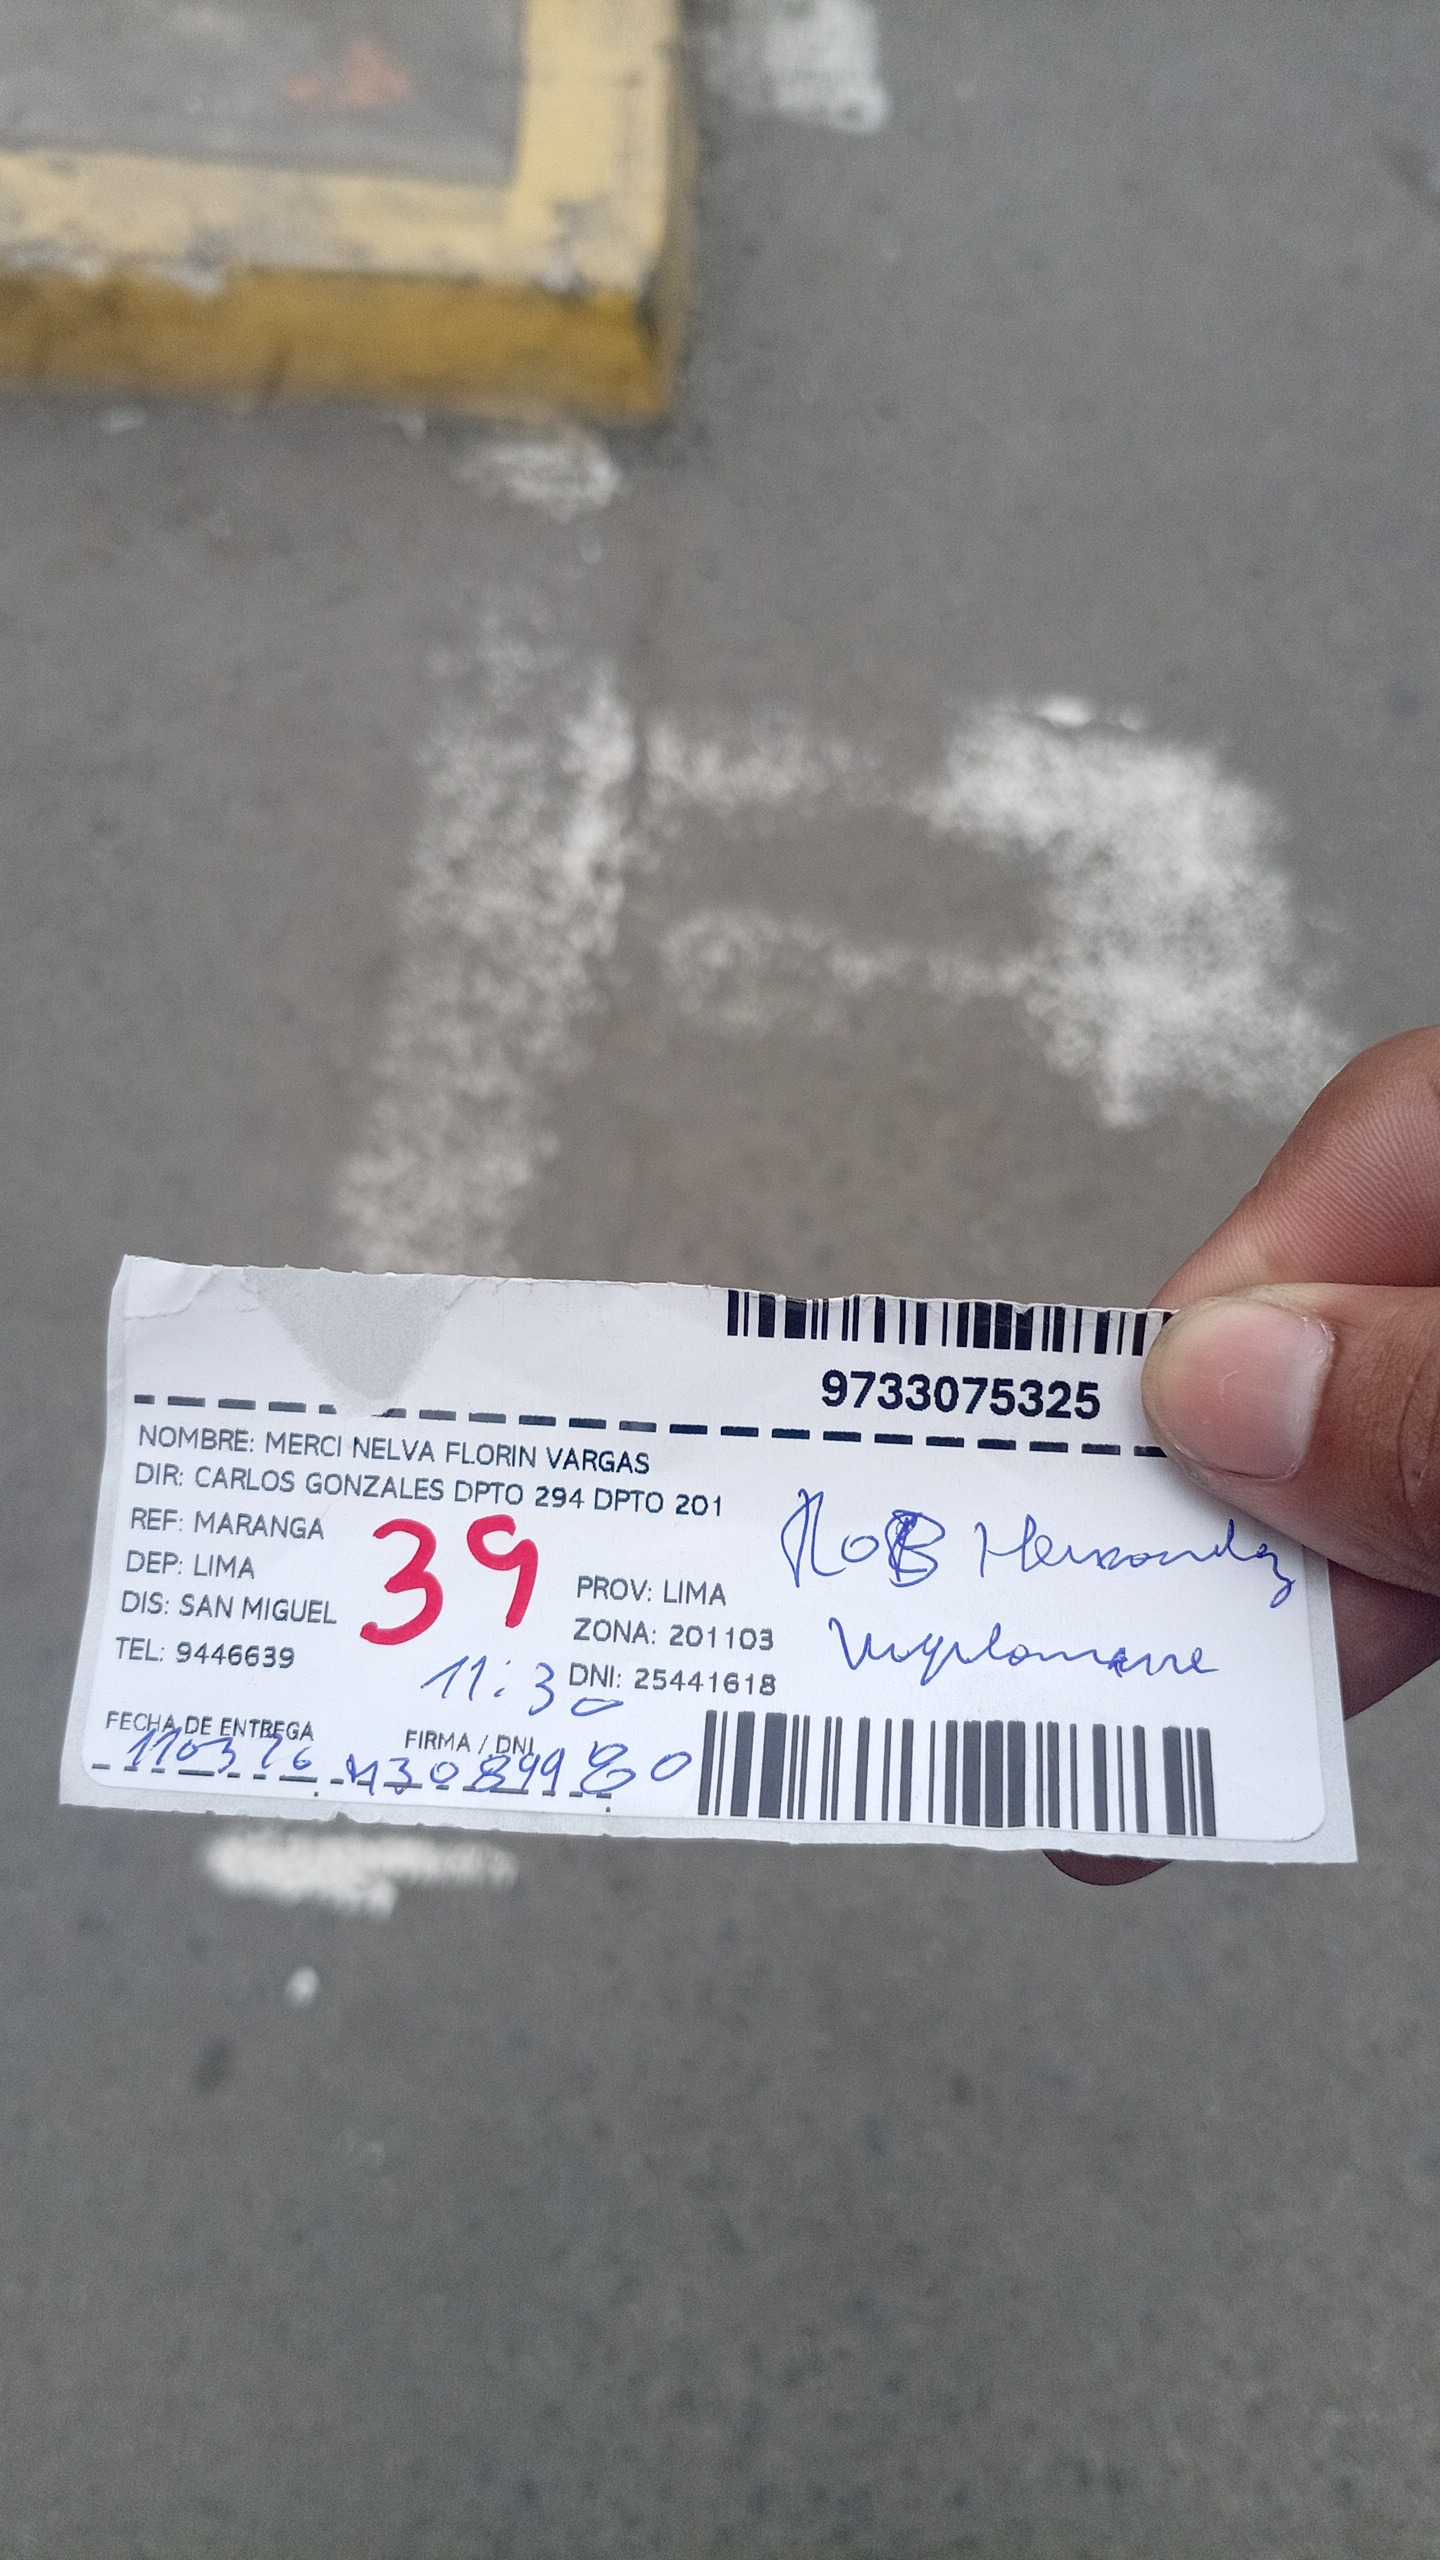 9733075325
NOMBRE: MERCI NELVA FLORIN VARGAS
DIR: CARLOS GONZALES DPTO 294 DPTO 201
REF: MARANGA
39
DEP: LIMA
PROV: LIMA
DIS: SAN MIGUEL
ZONA: 201103
TEL: 9446639
11:30
DNI: 25441618
FECHA DE ENTREGA
FIRMA / DNI